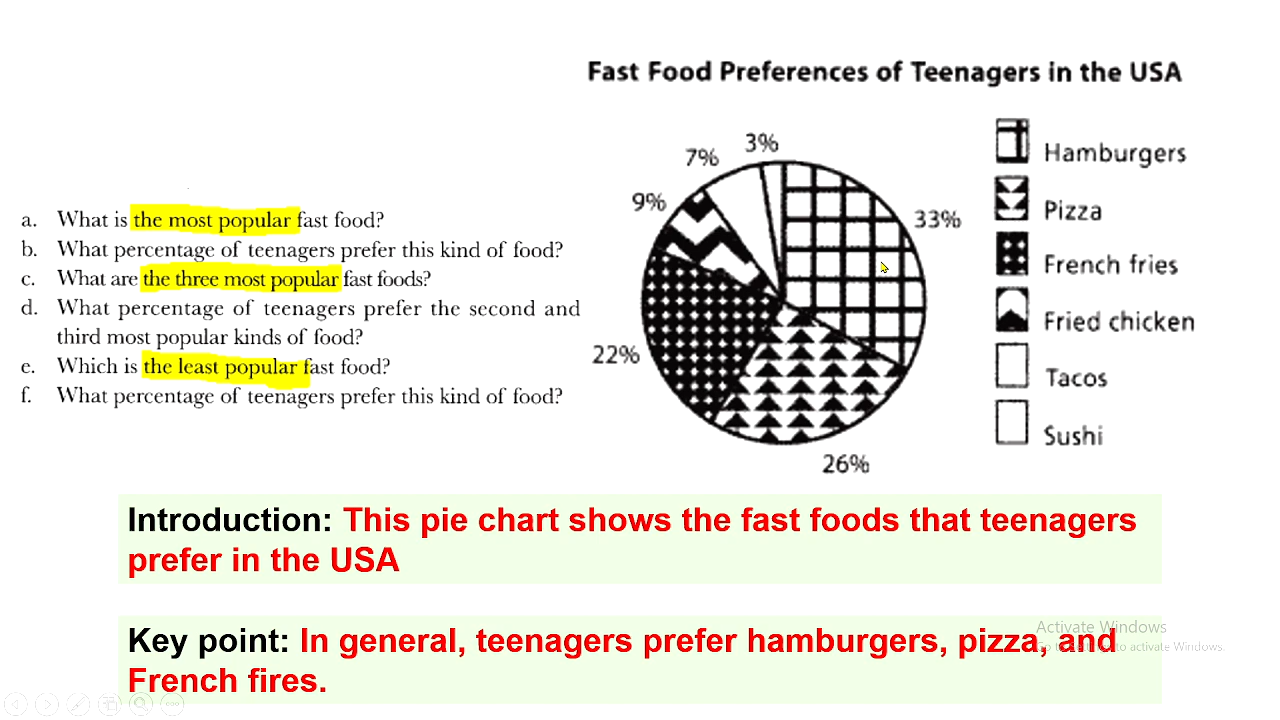 Fast Food Preferences of Teenagers in the USA
3%
7%
9%
33%
22%
26%
Hamburgers
Pizza
French fries
Fried chicken
Tacos
Sushi
a. What is the most popular fast food?
b. What percentage of teenagers prefer this kind of food?
c. What are the three most popular fast foods?
d. What percentage of teenagers prefer the second and
third most popular kinds of food?
e. Which is the least popular fast food?
f. What percentage of teenagers prefer this kind of food?
Introduction: This pie chart shows the fast foods that teenagers
prefer in the USA
Key point: In general, teenagers prefer hamburgers, pizza, and
French fires.
Activate Windows
Go to to activate Windows.